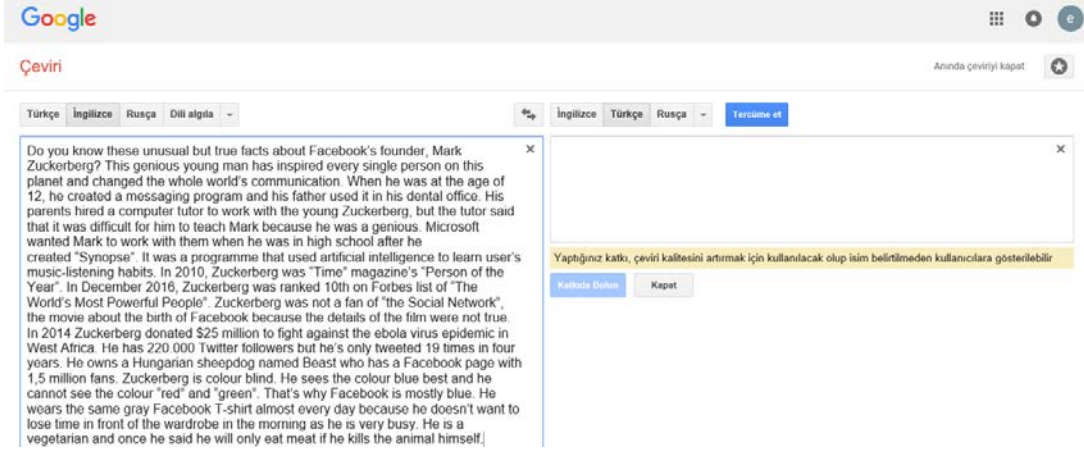 Google
e
Çeviri
Anında çeviriyi kapat
Türkçe İngilizce Rusça Dili algıla
İngilizce Türkçe Rusça Tercüme et
Do you know these unusual but true facts about Facebook's founder, Mark
Zuckerberg? This genious young man has inspired every single person on this
planet and changed the whole world's communication. When he was at the age of
12, he created a messaging program and his father used it in his dental office. His
parents hired a computer tutor to work with the young Zuckerberg, but the tutor said
that it was difficult for him to teach Mark because he was a genious. Microsoft
wanted Mark to work with them when he was in high school after he
created "Synopse". It was a programme that used artificial intelligence to learn user's
music-listening habits. In 2010, Zuckerberg was "Time" magazine's "Person of the
Year". In December 2016, Zuckerberg was ranked 10th on Forbes list of "The
World's Most Powerful People". Zuckerberg was not a fan of "the Social Network",
the movie about the birth of Facebook because the details of the film were not true.
In 2014 Zuckerberg donated $25 million to fight against the ebola virus epidemic in
West Africa. He has 220.000 Twitter followers but he's only tweeted 19 times in four
years. He owns a Hungarian sheepdog named Beast who has a Facebook page with
1,5 million fans. Zuckerberg is colour blind. He sees the colour blue best and he
cannot see the colour "red" and "green". That's why Facebook is mostly blue. He
wears the same gray Facebook T-shirt almost every day because he doesn't want to
lose time in front of the wardrobe in the morning as he is very busy. He is a
vegetarian and once he said he will only eat meat if he kills the animal himself.
Yaptığınız katkı, çeviri kalitesini artırmak için kullanılacak olup isim belirtilmeden kullanıcılara gösterilebilir
Katkıda Bulun Kapat